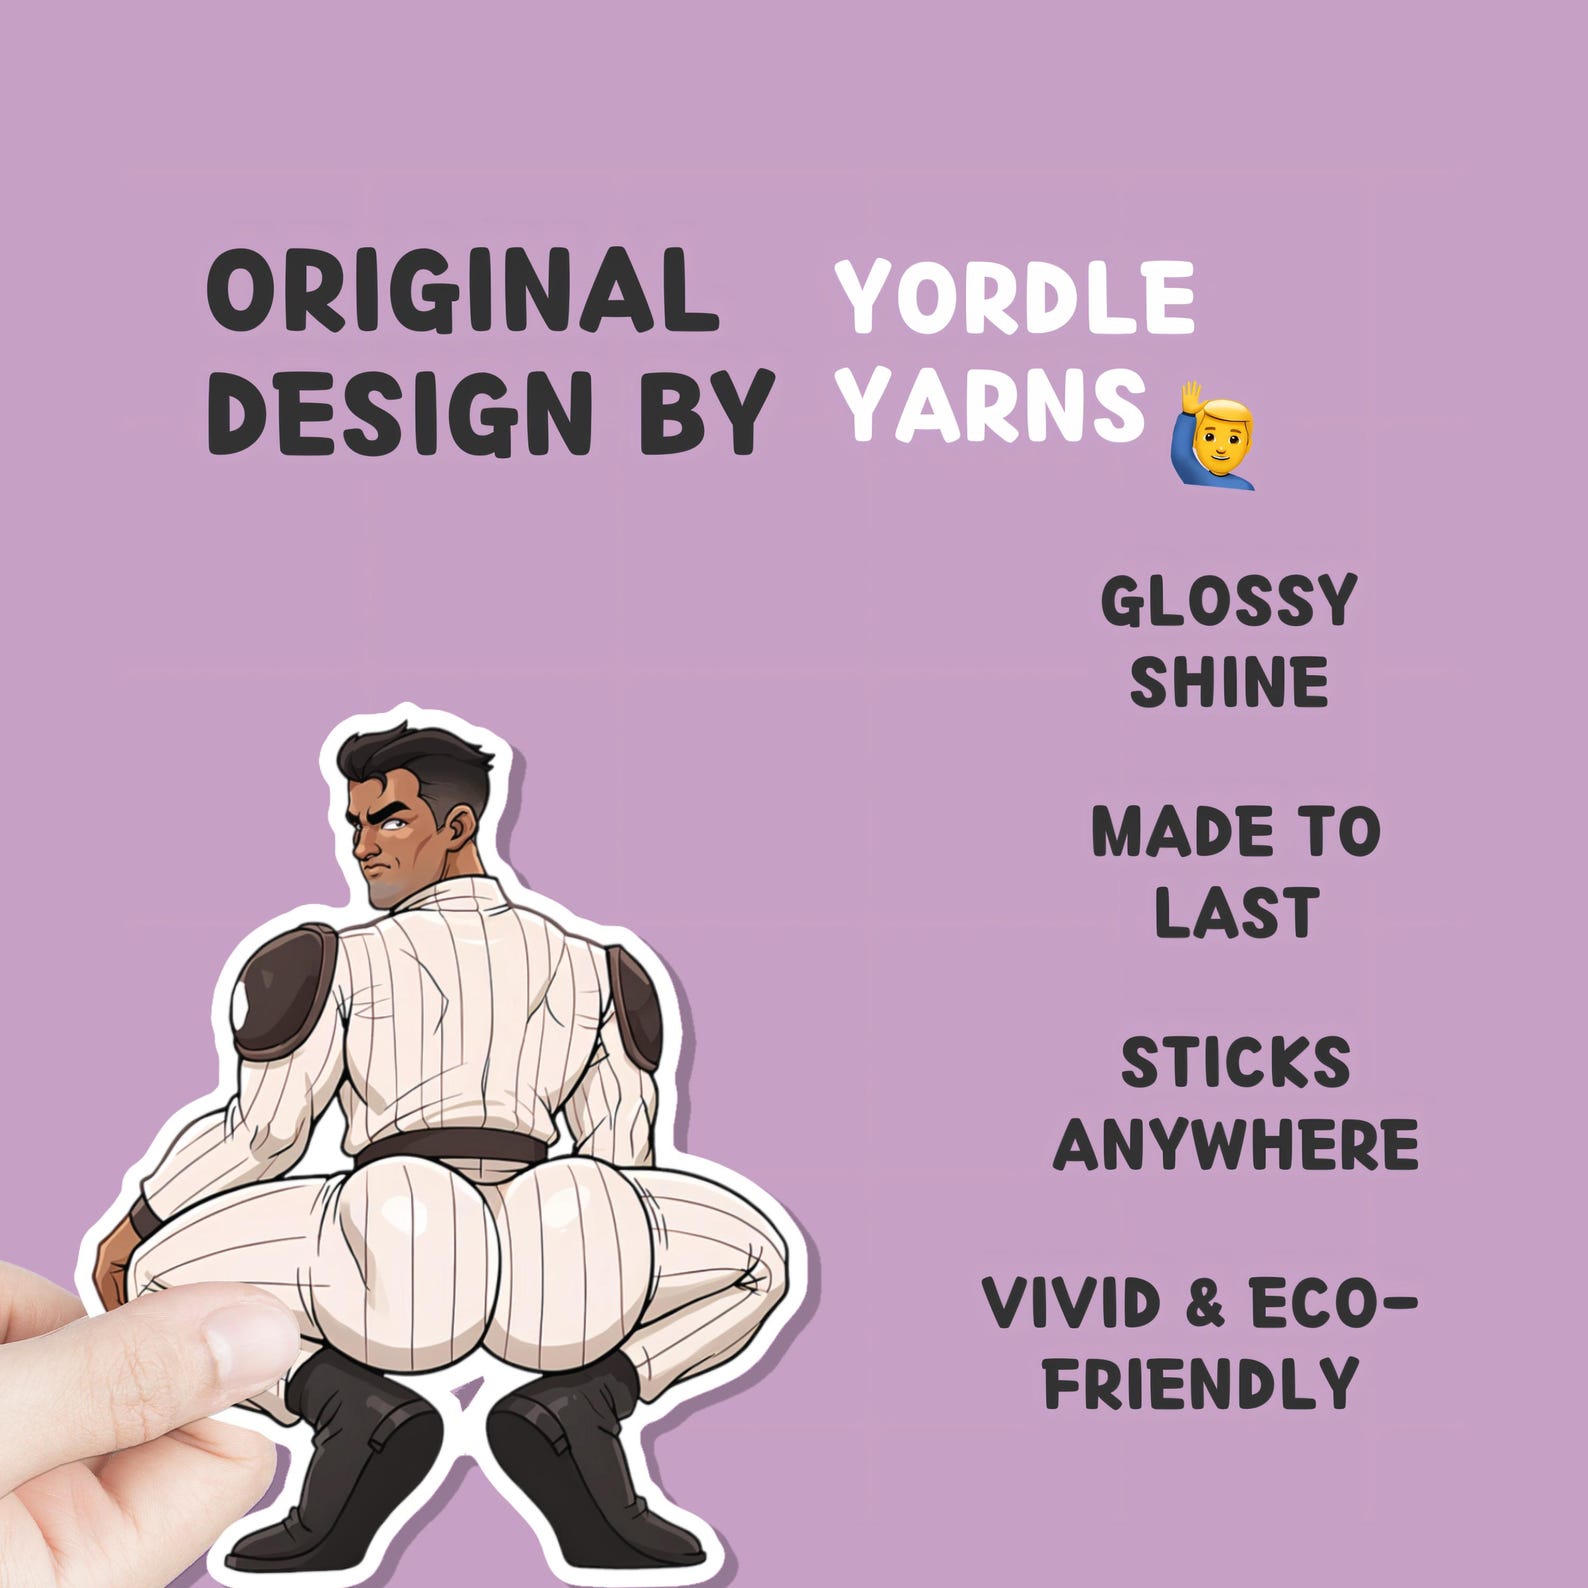 ORIGINAL
DESIGN BY
YORDLE
YARNS
GLOSSY
SHINE
MADE TO
LAST
STICKS
ANYWHERE
VIVID & ECO-
FRIENDLY